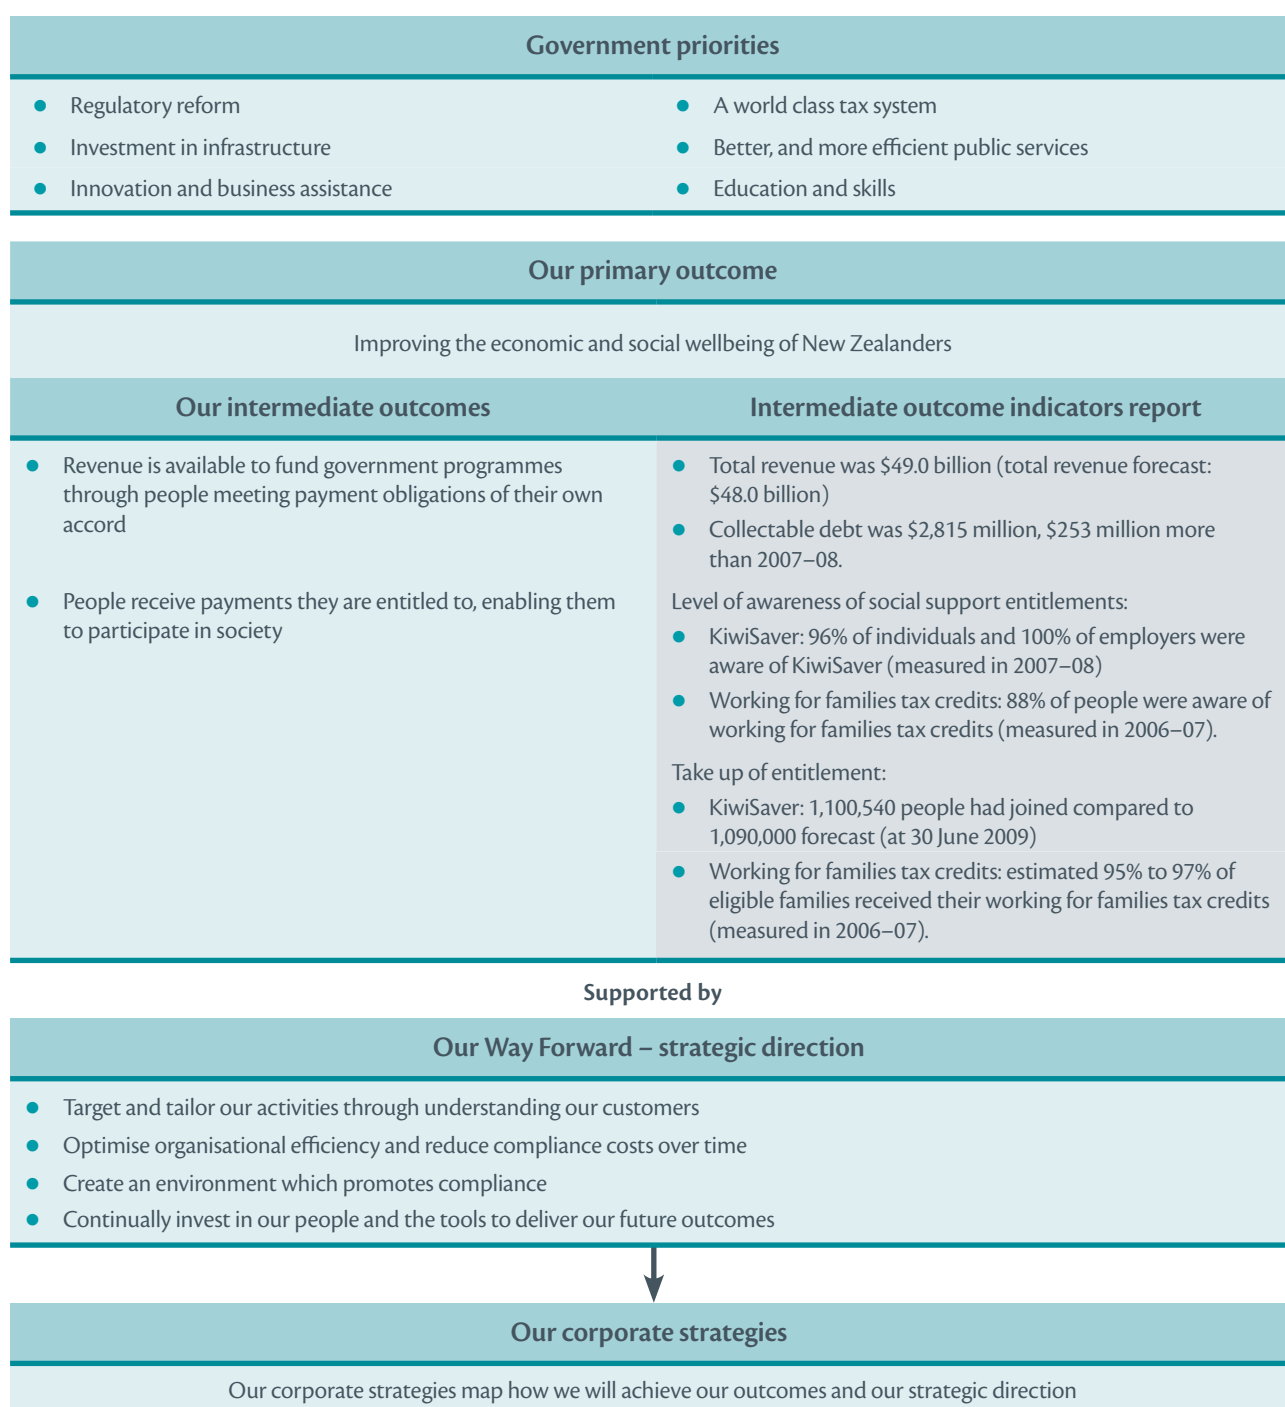 Government priorities
Regulatory reform
Investment in infrastructure
Innovation and business assistance
A world class tax system
Better, and more efficient public services
Education and skills
Our primary outcome
Improving the economic and social wellbeing of New Zealanders
Our intermediate outcomes
Revenue is available to fund government programmes
through people meeting payment obligations of their own
accord
People receive payments they are entitled to, enabling them
to participate in society
Intermediate outcome indicators report
Total revenue was $49.0 billion (total revenue forecast:
$48.0 billion)
Collectable debt was $2,815 million, $253 million more
than 2007–08.
Level of awareness of social support entitlements:
KiwiSaver: 96% of individuals and 100% of employers were
aware of KiwiSaver (measured in 2007–08)
Working for families tax credits: 88% of people were aware of
working for families tax credits (measured in 2006–07).
Take up of entitlement:
KiwiSaver: 1,100,540 people had joined compared to
1,090,000 forecast (at 30 June 2009)
Working for families tax credits: estimated 95% to 97% of
eligible families received their working for families tax credits
(measured in 2006–07).
Supported by
Our Way Forward – strategic direction
Target and tailor our activities through understanding our customers
Optimise organisational efficiency and reduce compliance costs over time
Create an environment which promotes compliance
Continually invest in our people and the tools to deliver our future outcomes
Our corporate strategies
Our corporate strategies map how we will achieve our outcomes and our strategic direction